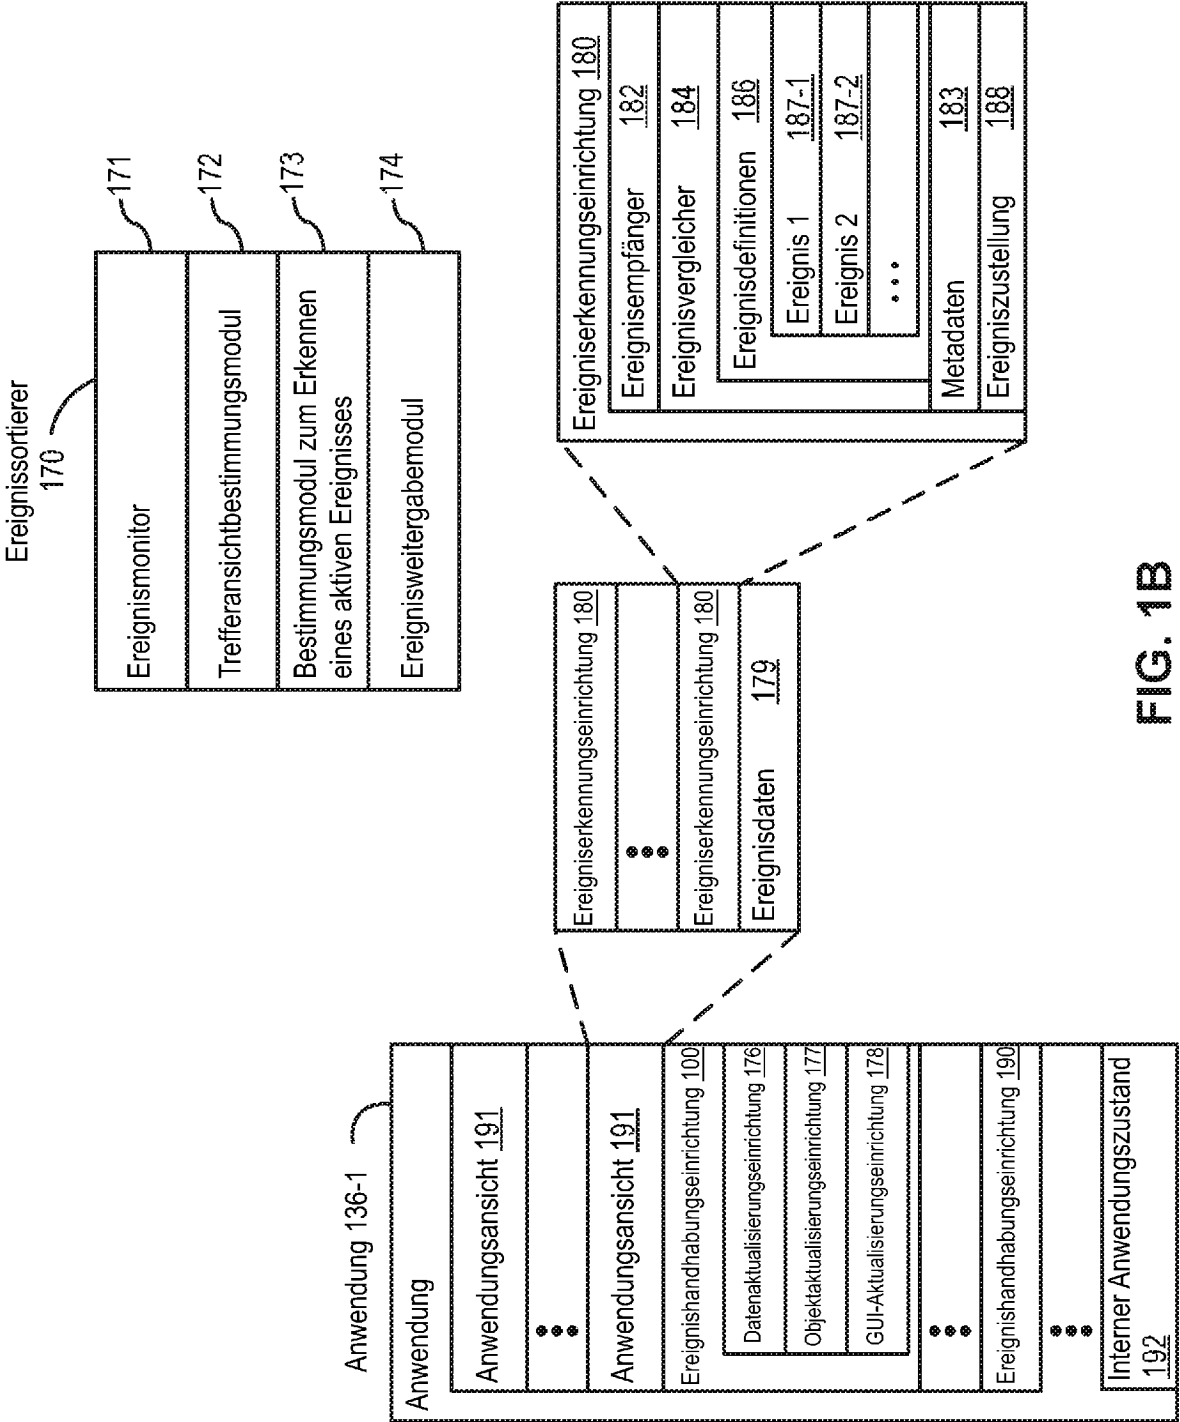 Ereignissortierer
170
Ereignismonitor
171
Trefferansichtbestimmungsmodul
172
Bestimmungsmodul zum Erkennen
eines aktiven Ereignisses
173
Ereignisweitergabemodul
174
Anwendung 136-1
Anwendung
Anwendungsansicht 191
•••
Anwendungsansicht 191
Ereignishandhabungseinrichtung 100
Datenaktualisierungseinrichtung 176
Objektaktualisierungseinrichtung 177
GUI-Aktualisierungseinrichtung 178
•••
Ereignishandhabungseinrichtung 190
•••
Interner Anwendungszustand
192
Ereigniserkennungseinrichtung 180
•••
Ereigniserkennungseinrichtung 180
Ereignisdaten 179
Ereigniserkennungseinrichtung 180
Ereignisempfänger 182
Ereignisvergleicher 184
Ereignisdefinitionen 186
Ereignis 1 187-1
Ereignis 2 187-2
•••
Metadaten 183
Ereigniszustellung 188
FIG. 1B